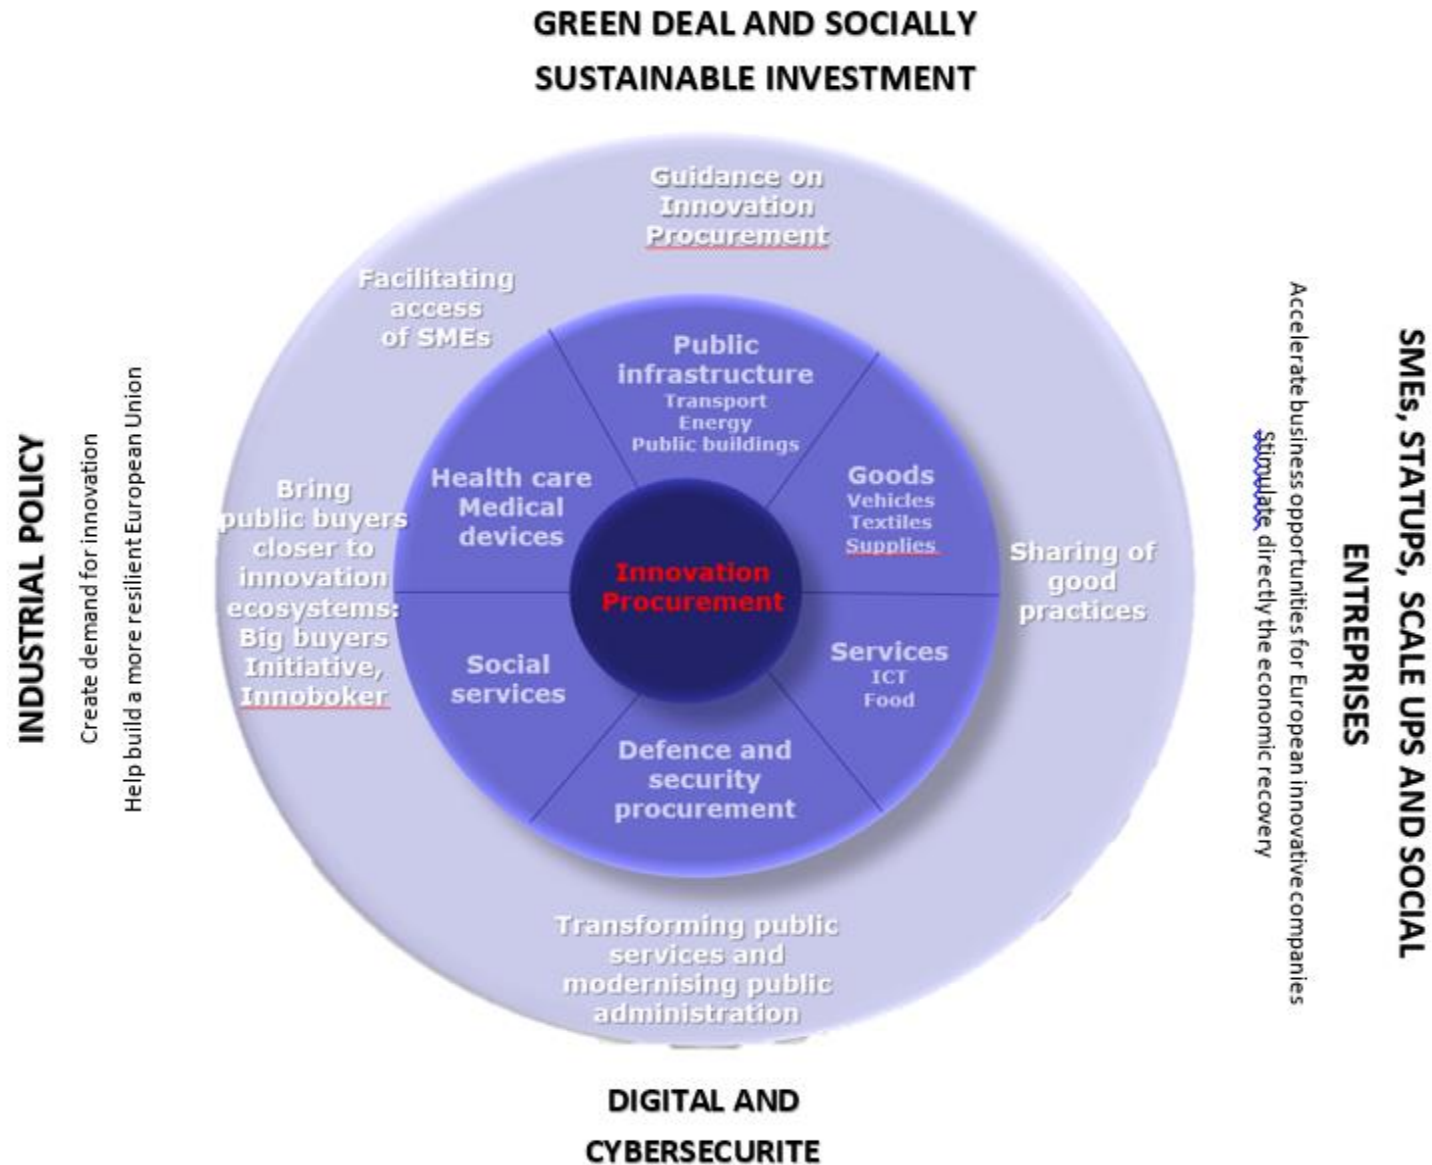 GREEN DEAL AND SOCIALLY
SUSTAINABLE INVESTMENT
Guidance on
Innovation
Procurement
Facilitating
access
of SMEs
Bring
public buyers
closer to
innovation
ecosystems:
Big buyers
Initiative,
Innoboker
Sharing of
good
practices
Transforming public
services and
modernising public
administration
Public
infrastructure
Transport
Energy
Public buildings
Goods
Vehicles
Textiles
Supplies
Services
ICT
Food
Defence and
security
procurement
Social
services
Health care
Medical
devices
Innovation
Procurement
INDUSTRIAL POLICY
Create demand for innovation
Help build a more resilient European Union
SMEs, STATUPS, SCALE UPS AND SOCIAL
ENTREPRISES
Accelerate business opportunities for European innovative companies
Stimulate directly the economic recovery
DIGITAL AND
CYBERSECURITE